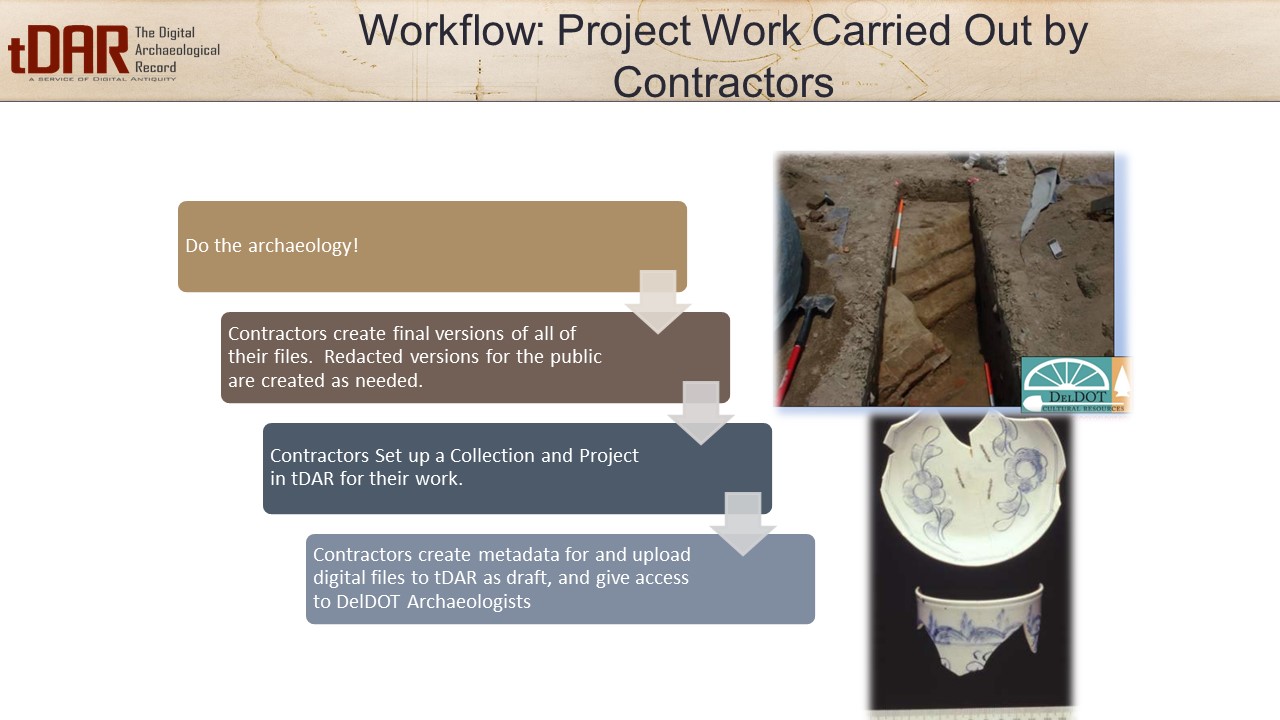 tDAR
The Digital
Archaeological
Record
a service of Digital Antiquity
Workflow: Project Work Carried Out by
Contractors
Do the archaeology!
Contractors create final versions of all of
their files.  Redacted versions for the public
are created as needed.
Contractors Set up a Collection and Project
in tDAR for their work.
Contractors create metadata for and upload
digital files to tDAR as draft, and give access
to DelDOT Archaeologists
DELDOT
CULTURAL RESOURCES